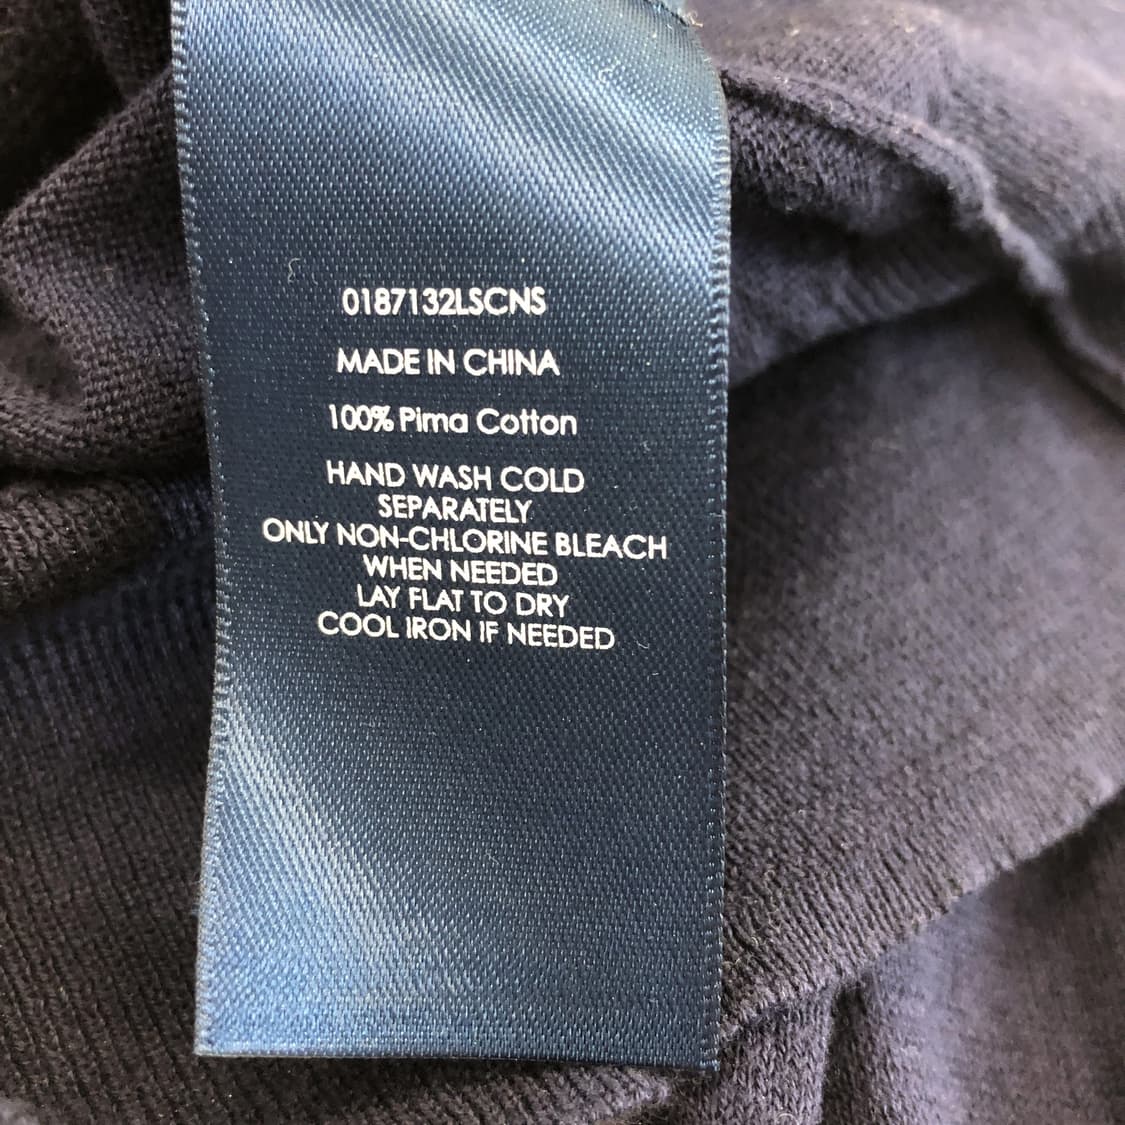 0187132LSCNS
MADE IN CHINA
100% Pima Cotton
HAND WASH COLD
SEPARATELY
ONLY NON-CHLORINE BLEACH
WHEN NEEDED
LAY FLAT TO DRY
COOL IRON IF NEEDED